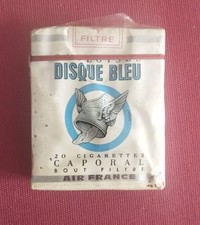 FILTRE
DISQUE BLEU
20 CIGARETTES
CAPORAL
BOUT FILTRE
AIR FRANCE